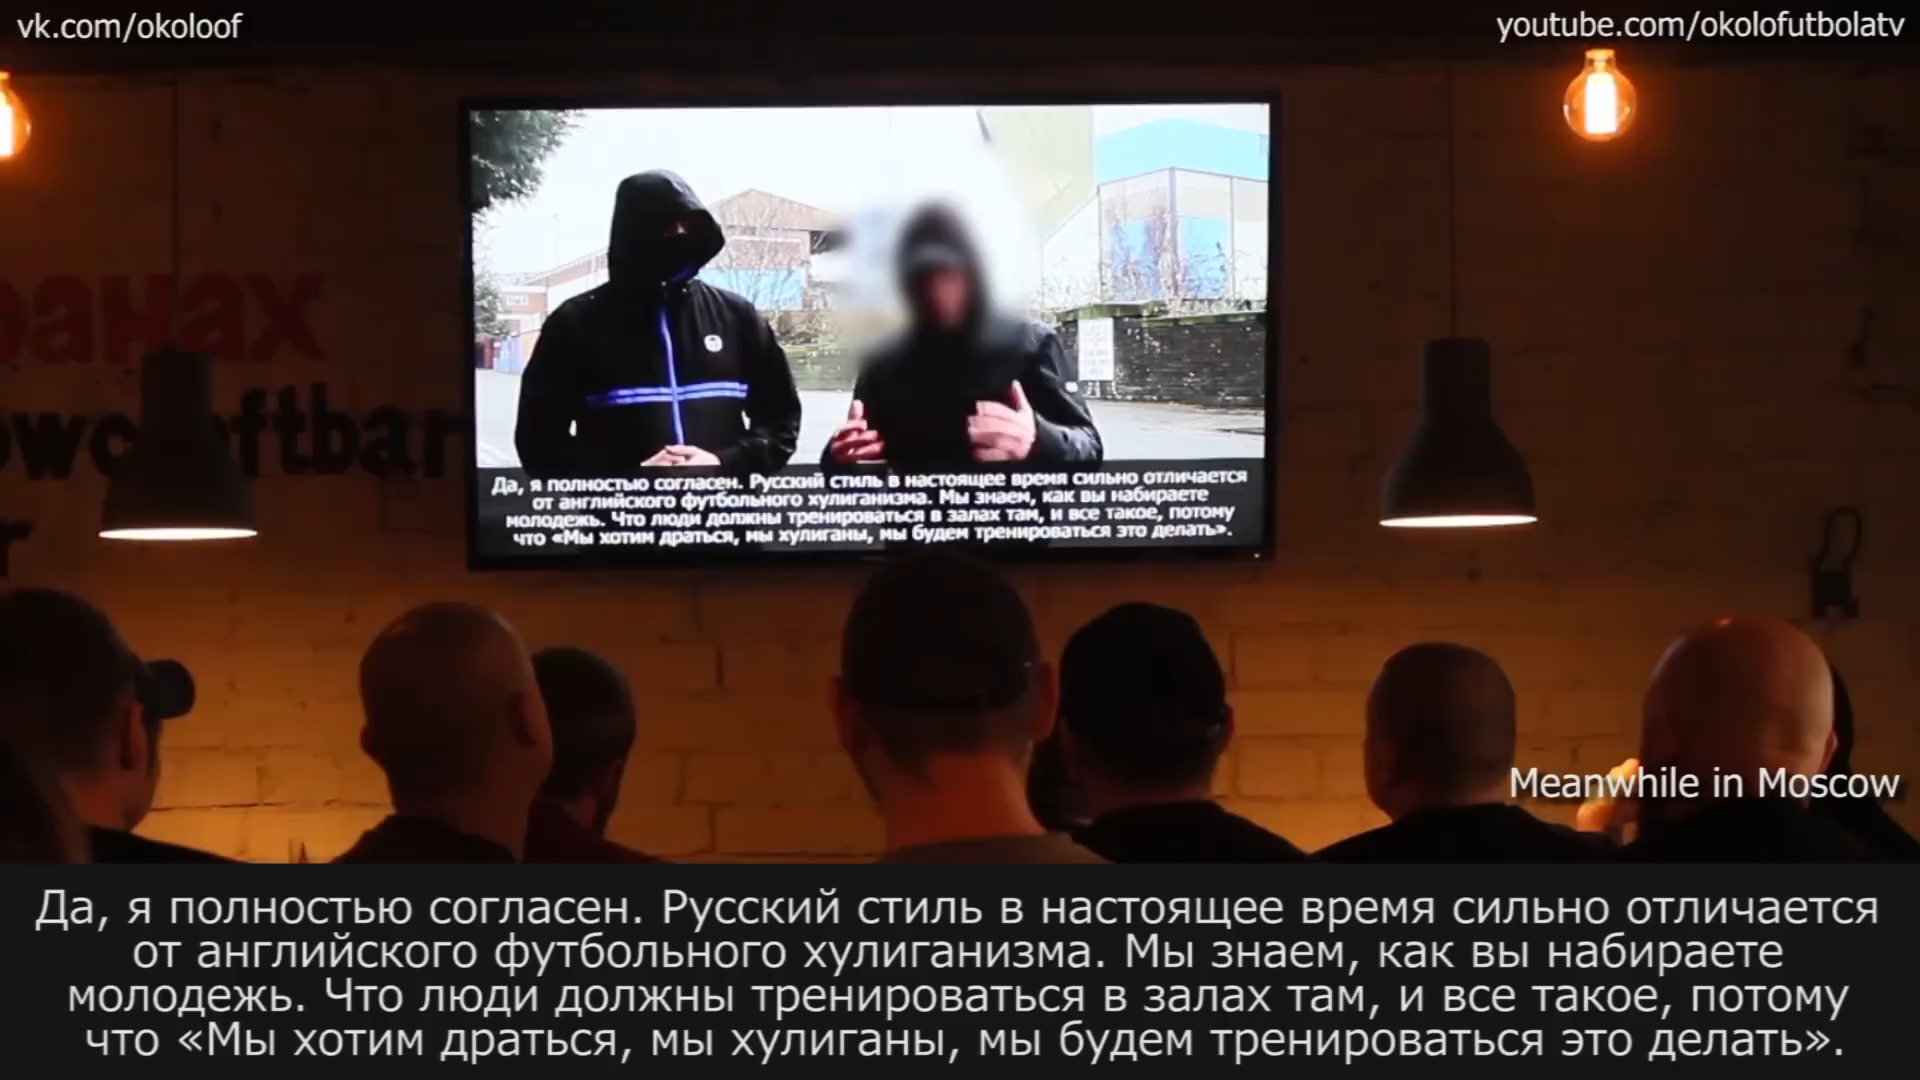 vk.com/okoloof
youtube.com/okolofutbolatv
Да, я полностью согласен. Русский стиль в настоящее время сильно отличается
от английского футбольного хулиганизма. Мы знаем, как вы набираете
молодежь. Что люди должны тренироваться в залах там, и все такое, потому
что «Мы хотим драться, мы хулиганы, мы будем тренироваться это делать».
Meanwhile in Moscow
Да, я полностью согласен. Русский стиль в настоящее время сильно отличается
от английского футбольного хулиганизма. Мы знаем, как вы набираете
молодежь. Что люди должны тренироваться в залах там, и все такое, потому
что «Мы хотим драться, мы хулиганы, мы будем тренироваться это делать».